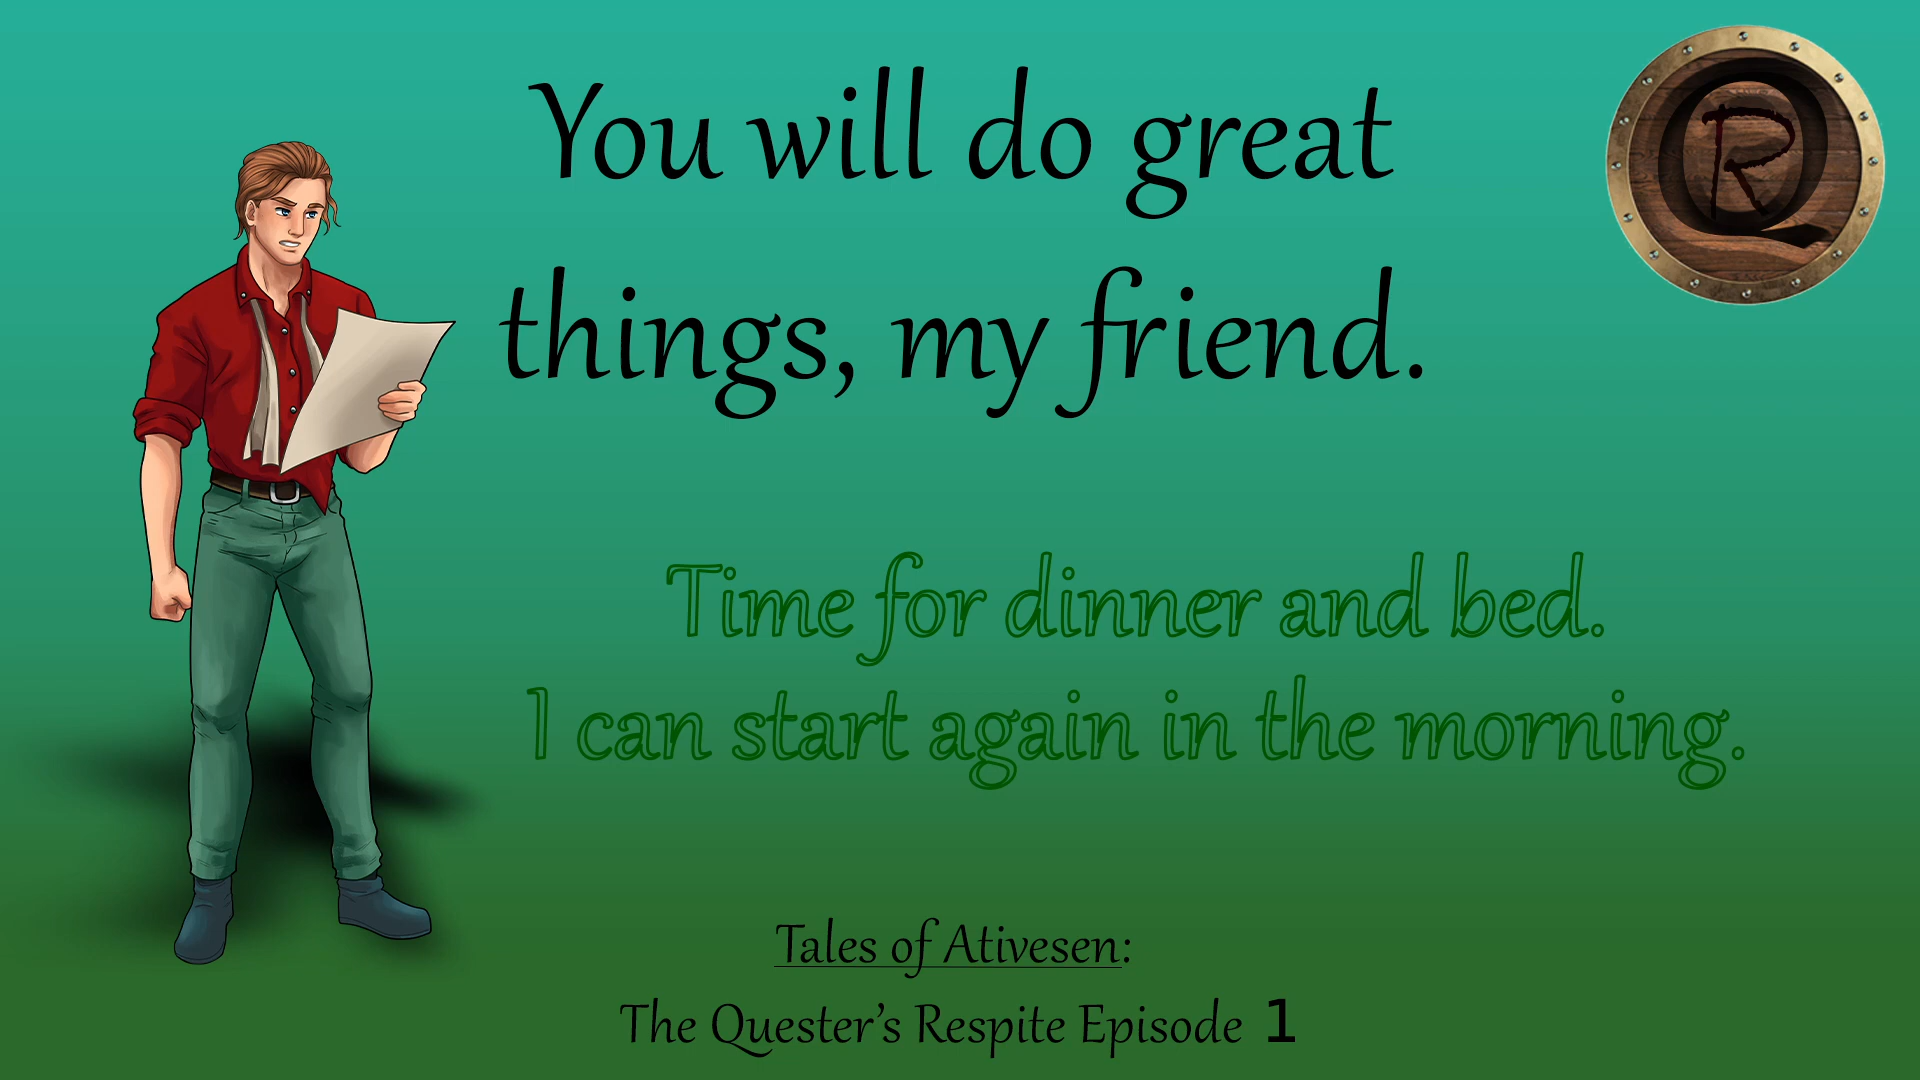 You will do great
things, my friend.
QR
Time for dinner and bed.
I can start again in the morning.
Tales of Ativesen:
The Quester’s Respite Episode 1